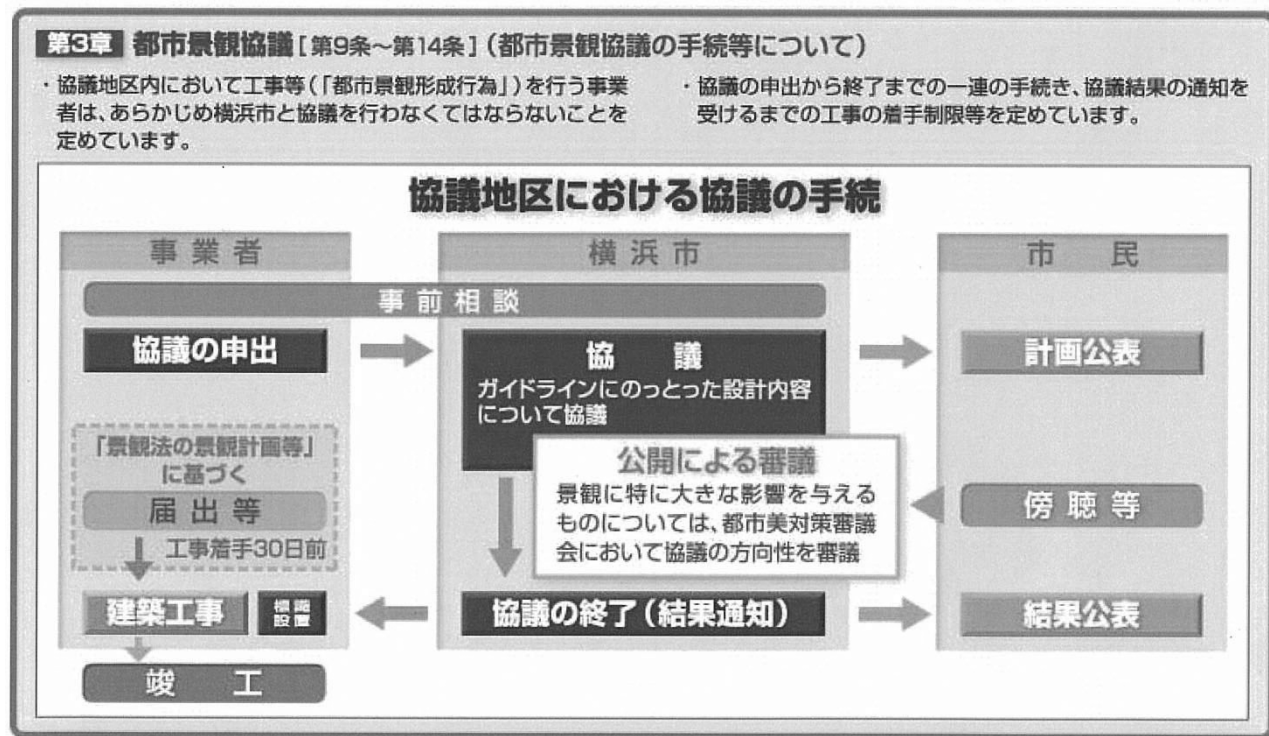 第3章 都市景観協議[第9条～第14条](都市景観協議の手続等について)
・協議地区内において工事等(「都市景観形成行為」)を行う事業
者は、あらかじめ横浜市と協議を行わなくてはならないことを
定めています。
・協議の申出から終了までの一連の手続き、協議結果の通知を
受けるまでの工事の着手制限等を定めています。
協議地区における協議の手続
事業者
横浜市
市　民
事前相談
協議の申出
協　議
ガイドラインにのっとった設計内容
について協議
計画公表
「景観法の景観計画等」
に基づく
届出等
工事着手30日前
公開による審議
景観に特に大きな影響を与える
ものについては、都市美対策審議
会において協議の方向性を審議
傍聴等
建築工事
標識
設置
協議の終了(結果通知)
結果公表
竣　工